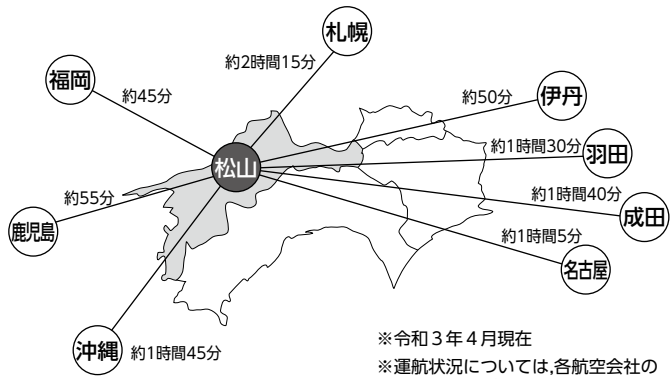 札幌
約2時間15分
福岡
約45分
約50分
伊丹
約1時間30分
羽田
松山
約55分
約1時間40分
成田
鹿児島
約1時間5分
名古屋
沖縄
約1時間45分
※令和3年4月現在
※運航状況については,各航空会社の